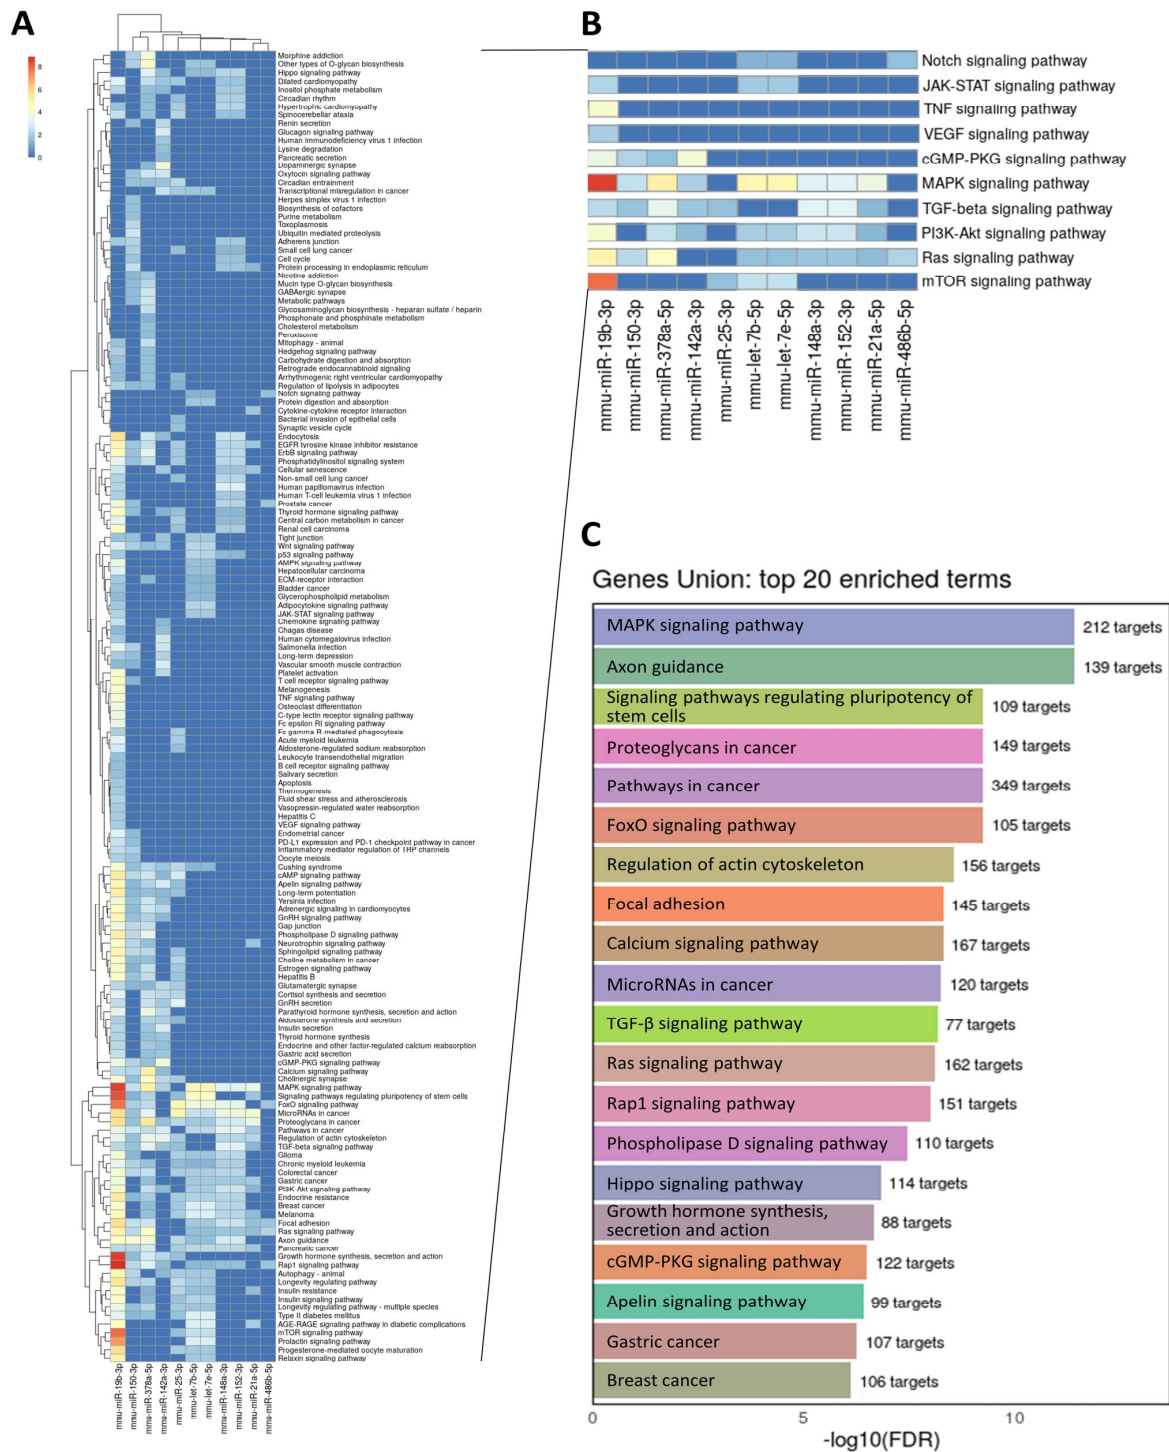 A
8
6
4
2
0
Morphine addiction
Other types of O-glycan biosynthesis
Hippo signaling pathway
Dilated cardiomyopathy
Inositol phosphate metabolism
Circadian rhythm
Hypertrophic cardiomyopathy
Spinocerebellar ataxia
Renin secretion
Glucagon signaling pathway
Human immunodeficiency virus 1 infection
Lysine degradation
Pancreatic secretion
Dopaminergic synapse
Oxytocin signaling pathway
Circadian entrainment
Transcriptional misregulation in cancer
Herpes simplex virus 1 infection
Biosynthesis of cofactors
Purine metabolism
Toxoplasmosis
Ubiquitin mediated proteolysis
Adherens junction
Small cell lung cancer
Cell cycle
Protein processing in endoplasmic reticulum
Nicotine addiction
Mucin type O-glycan biosynthesis
GABAergic synapse
Metabolic pathways
Glycosaminoglycan biosynthesis - heparan sulfate / heparin
Phosphonate and phosphinate metabolism
Cholesterol metabolism
Peroxisome
Mitophagy - animal
Hedgehog signaling pathway
Carbohydrate digestion and absorption
Retrograde endocannabinoid signaling
Arrhythmogenic right ventricular cardiomyopathy
Regulation of lipolysis in adipocytes
Notch signaling pathway
Protein digestion and absorption
Cytokine-cytokine receptor interaction
Bacterial invasion of epithelial cells
Synaptic vesicle cycle
Endocytosis
EGFR tyrosine kinase inhibitor resistance
ErbB signaling pathway
Phosphatidylinositol signaling system
Cellular senescence
Non-small cell lung cancer
Human papillomavirus infection
Human T-cell leukemia virus 1 infection
Prostate cancer
Thyroid hormone signaling pathway
Central carbon metabolism in cancer
Renal cell carcinoma
Tight junction
Wnt signaling pathway
p53 signaling pathway
AMPK signaling pathway
Hepatocellular carcinoma
ECM-receptor interaction
Bladder cancer
Glycerophospholipid metabolism
Adipocytokine signaling pathway
JAK-STAT signaling pathway
Chemokine signaling pathway
Chagas disease
Human cytomegalovirus infection
Salmonella infection
Long-term depression
Vascular smooth muscle contraction
Platelet activation
T cell receptor signaling pathway
Melanogenesis
TNF signaling pathway
Osteoclast differentiation
C-type lectin receptor signaling pathway
Fc epsilon RI signaling pathway
Fc gamma R-mediated phagocytosis
Acute myeloid leukemia
Aldosterone-regulated sodium reabsorption
Leukocyte transendothelial migration
B cell receptor signaling pathway
Salivary secretion
Apoptosis
Thermogenesis
Fluid shear stress and atherosclerosis
Vasopressin-regulated water reabsorption
Hepatitis C
VEGF signaling pathway
Endometrial cancer
PD-L1 expression and PD-1 checkpoint pathway in cancer
Inflammatory mediator regulation of TRP channels
Oocyte meiosis
Cushing syndrome
cAMP signaling pathway
Apelin signaling pathway
Long-term potentiation
Yersinia infection
Adrenergic signaling in cardiomyocytes
GnRH signaling pathway
Gap junction
Phospholipase D signaling pathway
Neurotrophin signaling pathway
Sphingolipid signaling pathway
Choline metabolism in cancer
Estrogen signaling pathway
Hepatitis B
Glutamatergic synapse
Cortisol synthesis and secretion
GnRH secretion
Parathyroid hormone synthesis, secretion and action
Aldosterone synthesis and secretion
Insulin secretion
Thyroid hormone synthesis
Endocrine and other factor-regulated calcium reabsorption
Gastric acid secretion
cGMP-PKG signaling pathway
Calcium signaling pathway
Cholinergic synapse
MAPK signaling pathway
Signaling pathways regulating pluripotency of stem cells
FoxO signaling pathway
MicroRNAs in cancer
Proteoglycans in cancer
Pathways in cancer
Regulation of actin cytoskeleton
TGF-beta signaling pathway
Glioma
Chronic myeloid leukemia
Colorectal cancer
Gastric cancer
PI3K-Akt signaling pathway
Endocrine resistance
Breast cancer
Melanoma
Focal adhesion
Ras signaling pathway
Axon guidance
Pancreatic cancer
Growth hormone synthesis, secretion and action
Rap1 signaling pathway
Autophagy - animal
Longevity regulating pathway
Insulin resistance
Insulin signaling pathway
Longevity regulating pathway - multiple species
Type II diabetes mellitus
AGE-RAGE signaling pathway in diabetic complications
mTOR signaling pathway
Prolactin signaling pathway
Progesterone-mediated oocyte maturation
Relaxin signaling pathway
mmu-miR-19b-3p
mmu-miR-150-3p
mmu-miR-378a-5p
mmu-miR-142a-3p
mmu-miR-25-3p
mmu-let-7b-5p
mmu-let-7e-5p
mmu-miR-148a-3p
mmu-miR-152-3p
mmu-miR-21a-5p
mmu-miR-486b-5p
B
Notch signaling pathway
JAK-STAT signaling pathway
TNF signaling pathway
VEGF signaling pathway
cGMP-PKG signaling pathway
MAPK signaling pathway
TGF-beta signaling pathway
PI3K-Akt signaling pathway
Ras signaling pathway
mTOR signaling pathway
mmu-miR-19b-3p
mmu-miR-150-3p
mmu-miR-378a-5p
mmu-miR-142a-3p
mmu-miR-25-3p
mmu-let-7b-5p
mmu-let-7e-5p
mmu-miR-148a-3p
mmu-miR-152-3p
mmu-miR-21a-5p
mmu-miR-486b-5p
C
Genes Union: top 20 enriched terms
MAPK signaling pathway 212 targets
Axon guidance 139 targets
Signaling pathways regulating pluripotency of
stem cells 109 targets
Proteoglycans in cancer 149 targets
Pathways in cancer 349 targets
FoxO signaling pathway 105 targets
Regulation of actin cytoskeleton 156 targets
Focal adhesion 145 targets
Calcium signaling pathway 167 targets
MicroRNAs in cancer 120 targets
TGF-β signaling pathway 77 targets
Ras signaling pathway 162 targets
Rap1 signaling pathway 151 targets
Phospholipase D signaling pathway 110 targets
Hippo signaling pathway 114 targets
Growth hormone synthesis,
secretion and action 88 targets
cGMP-PKG signaling pathway 122 targets
Apelin signaling pathway 99 targets
Gastric cancer 107 targets
Breast cancer 106 targets
0 5 10
-log10(FDR)